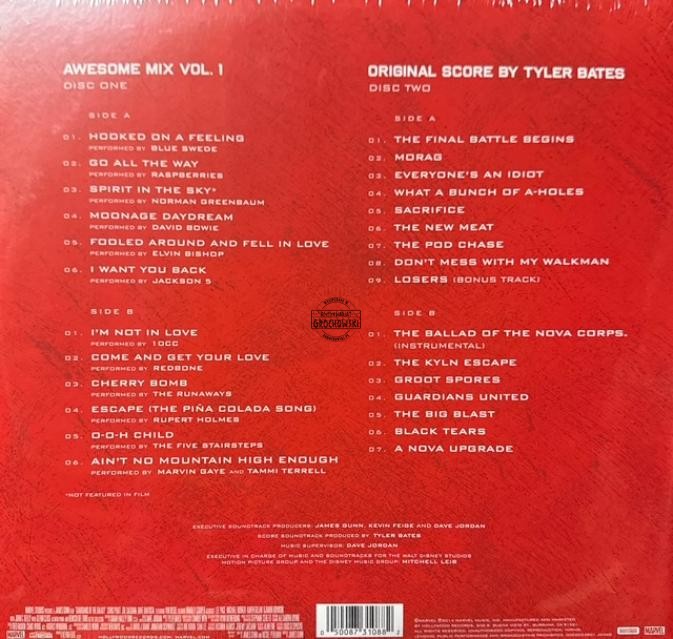 AWESOME MIX VOL. 1
DISC ONE
SIDE A
01. HOOKED ON A FEELING
PERFORMED BY BLUE SWEDE
02. GO ALL THE WAY
PERFORMED BY RASPBERRIES
03. SPIRIT IN THE SKY*
PERFORMED BY NORMAN GREENBAUM
04. MOONAGE DAYDREAM
PERFORMED BY DAVID BOWIE
05. FOOLED AROUND AND FELL IN LOVE
PERFORMED BY ELVIN BISHOP
06. I WANT YOU BACK
PERFORMED BY JACKSON 5
SIDE B
01. I'M NOT IN LOVE
PERFORMED BY 10CC
02. COME AND GET YOUR LOVE
PERFORMED BY REDBONE
03. CHERRY BOMB
PERFORMED BY THE RUNAWAYS
04. ESCAPE (THE PIÑA COLADA SONG)
PERFORMED BY RUPERT HOLMES
05. O-O-H CHILD
PERFORMED BY THE FIVE STAIRSTEPS
06. AIN'T NO MOUNTAIN HIGH ENOUGH
PERFORMED BY MARVIN GAYE AND TAMMI TERRELL
*NOT FEATURED IN FILM
ORIGINAL SCORE BY TYLER BATES
DISC TWO
SIDE A
01. THE FINAL BATTLE BEGINS
02. MORAG
03. EVERYONE'S AN IDIOT
04. WHAT A BUNCH OF A-HOLES
05. SACRIFICE
06. THE NEW MEAT
07. THE POD CHASE
08. DON'T MESS WITH MY WALKMAN
09. LOSERS (BONUS TRACK)
SIDE B
01. THE BALLAD OF THE NOVA CORPS.
(INSTRUMENTAL)
02. THE KYLN ESCAPE
03. GROOT SPORES
04. GUARDIANS UNITED
05. THE BIG BLAST
06. BLACK TEARS
07. A NOVA UPGRADE
GROCHOWSKI
EXECUTIVE SOUNDTRACK PRODUCERS: JAMES GUNN, KEVIN FEIGE AND DAVE JORDAN
SCORE SOUNDTRACK PRODUCED BY TYLER BATES
MUSIC SUPERVISOR: DAVE JORDAN
EXECUTIVE IN CHARGE OF MUSIC AND SOUNDTRACKS FOR THE WALT DISNEY STUDIOS
MOTION PICTURE GROUP AND THE DISNEY MUSIC GROUP: MITCHELL LEIB
HOLLYWOODRECORDS.COM, MARVEL.COM
0 50087 31088 2
MARVEL